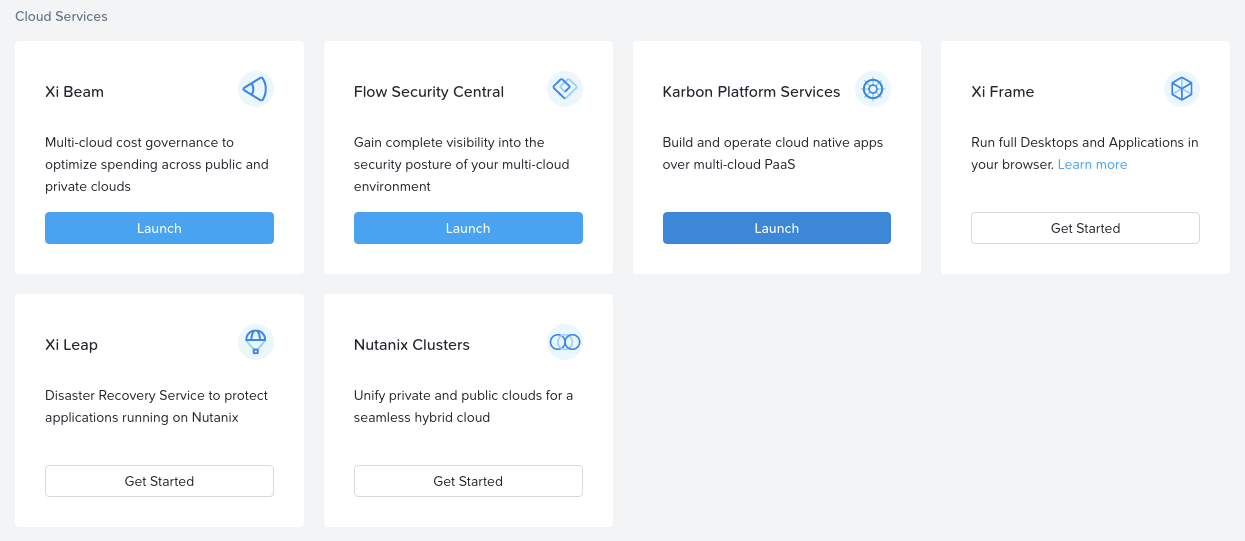 Cloud Services
Xi Beam
Multi-cloud cost governance to
optimize spending across public and
private clouds
Launch
Flow Security Central
Gain complete visibility into the
security posture of your multi-cloud
environment
Launch
Karbon Platform Services
Build and operate cloud native apps
over multi-cloud PaaS
Launch
Xi Frame
Run full Desktops and Applications in
your browser. Learn more
Get Started
Xi Leap
Disaster Recovery Service to protect
applications running on Nutanix
Get Started
Nutanix Clusters
Unify private and public clouds for a
seamless hybrid cloud
Get Started